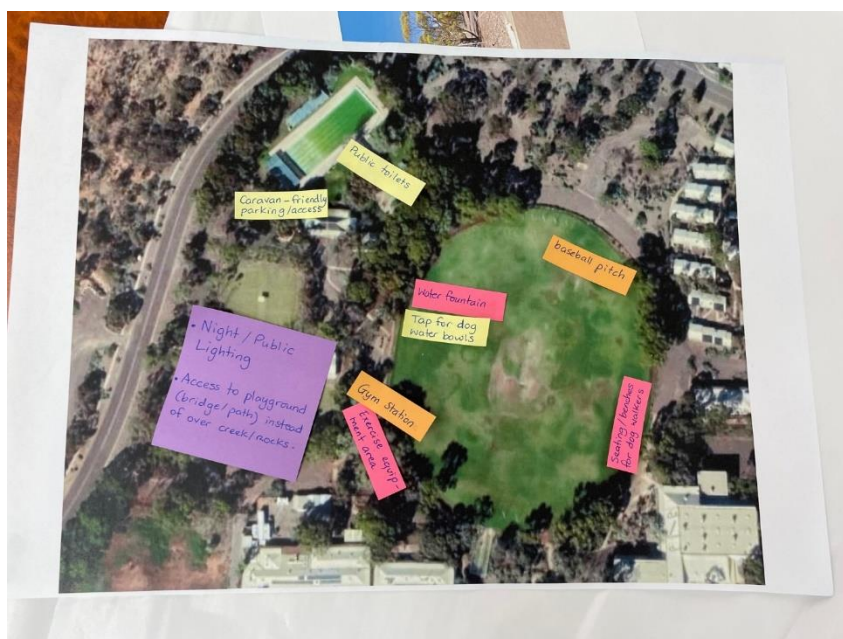 Public toilets
Caravan-friendly
parking/access
baseball pitch
Water fountain
Tap for dog
water bowls
• Night / Public
Lighting
• Access to playground
(bridge/path) instead
of over creek/rocks.
Gym Station
Exercise equip-
ment area
Seating/benches
for dog walkers